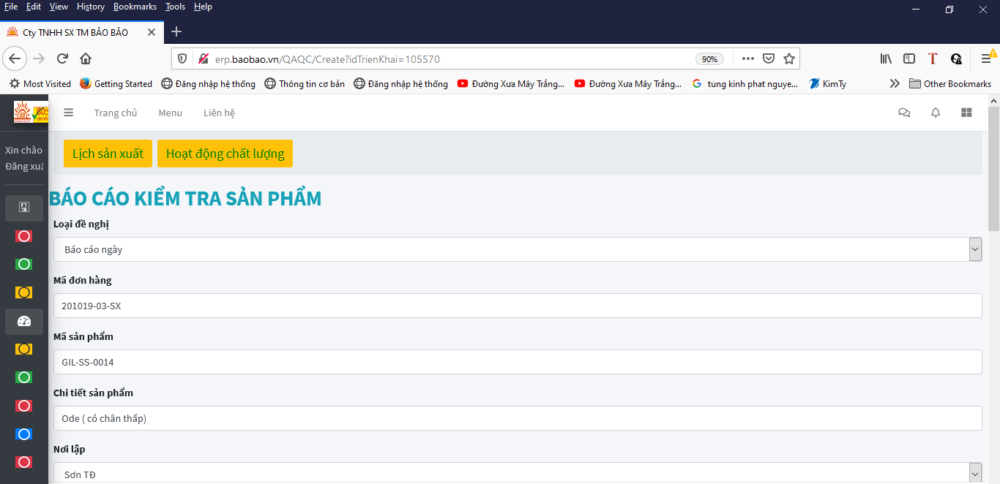 File Edit View History Bookmarks Tools Help
Cty TNHH SX TM BẢO BẢO
erp.baobao.vn/QAQC/Create?idTrienKhai=105570 90%
Most Visited Getting Started Đăng nhập hệ thống Thông tin cơ bản Đăng nhập hệ thống Đường Xưa Mây Trắng... Đường Xưa Mây Trắng... tung kinh phat nguye... KimTy Other Bookmarks
Trang chủ Menu Liên hệ
Xin chào
Đăng xuấ
Lịch sản xuất Hoạt động chất lượng
BÁO CÁO KIỂM TRA SẢN PHẨM
Loại đề nghị
Báo cáo ngày
Mã đơn hàng
201019-03-SX
Mã sản phẩm
GIL-SS-0014
Chi tiết sản phẩm
Ode ( có chân thấp)
Nơi lập
Sơn TĐ